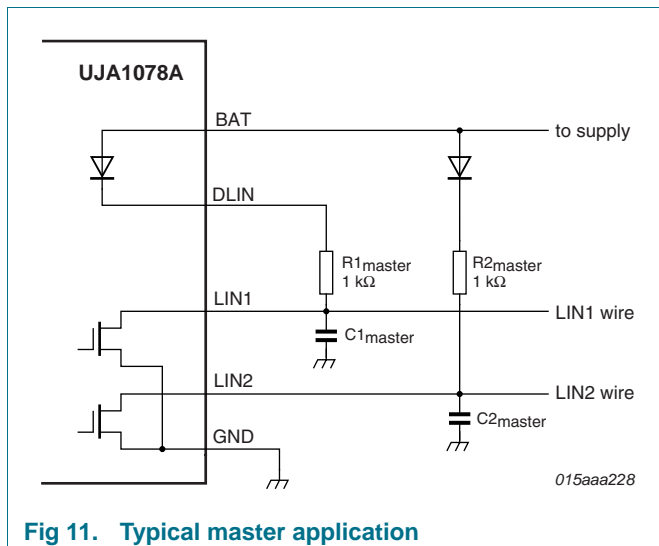 UJA1078A
BAT
to supply
DLIN
R1master
1 kΩ
R2master
1 kΩ
LIN1
LIN1 wire
C1master
LIN2
LIN2 wire
C2master
GND
015aaa228
Fig 11. Typical master application